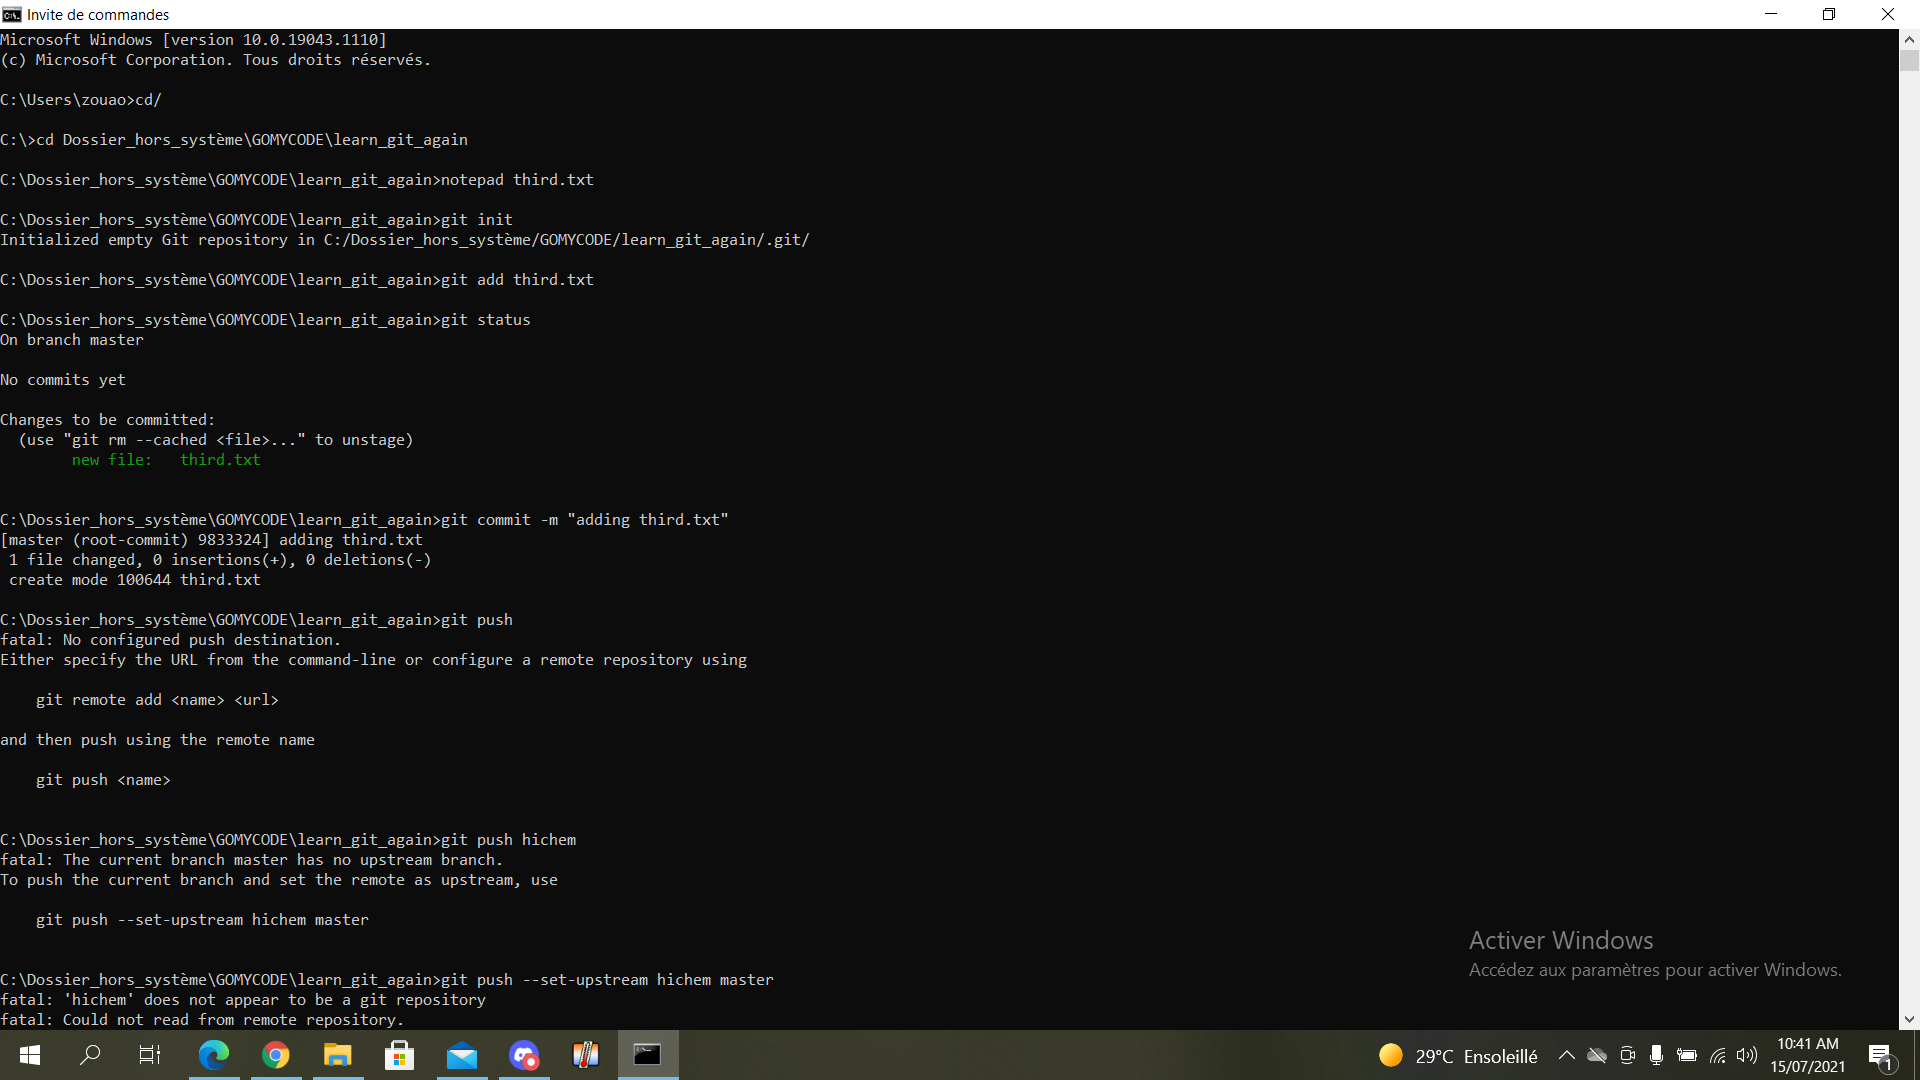 Invite de commandes
Microsoft Windows [version 10.0.19043.1110]
(c) Microsoft Corporation. Tous droits réservés.
C:\Users\zouao>cd/
C:\>cd Dossier_hors_système\GOMYCODE\learn_git_again
C:\Dossier_hors_système\GOMYCODE\learn_git_again>notepad third.txt
C:\Dossier_hors_système\GOMYCODE\learn_git_again>git init
Initialized empty Git repository in C:/Dossier_hors_système/GOMYCODE/learn_git_again/.git/
C:\Dossier_hors_système\GOMYCODE\learn_git_again>git add third.txt
C:\Dossier_hors_système\GOMYCODE\learn_git_again>git status
On branch master
No commits yet
Changes to be committed:
  (use "git rm --cached <file>..." to unstage)
        new file:   third.txt
C:\Dossier_hors_système\GOMYCODE\learn_git_again>git commit -m "adding third.txt"
[master (root-commit) 9833324] adding third.txt
 1 file changed, 0 insertions(+), 0 deletions(-)
 create mode 100644 third.txt
C:\Dossier_hors_système\GOMYCODE\learn_git_again>git push
fatal: No configured push destination.
Either specify the URL from the command-line or configure a remote repository using
    git remote add <name> <url>
and then push using the remote name
    git push <name>
C:\Dossier_hors_système\GOMYCODE\learn_git_again>git push hichem
fatal: The current branch master has no upstream branch.
To push the current branch and set the remote as upstream, use
    git push --set-upstream hichem master
C:\Dossier_hors_système\GOMYCODE\learn_git_again>git push --set-upstream hichem master
fatal: 'hichem' does not appear to be a git repository
fatal: Could not read from remote repository.
Activer Windows
Accédez aux paramètres pour activer Windows.
29°C Ensoleillé
10:41 AM
15/07/2021
1